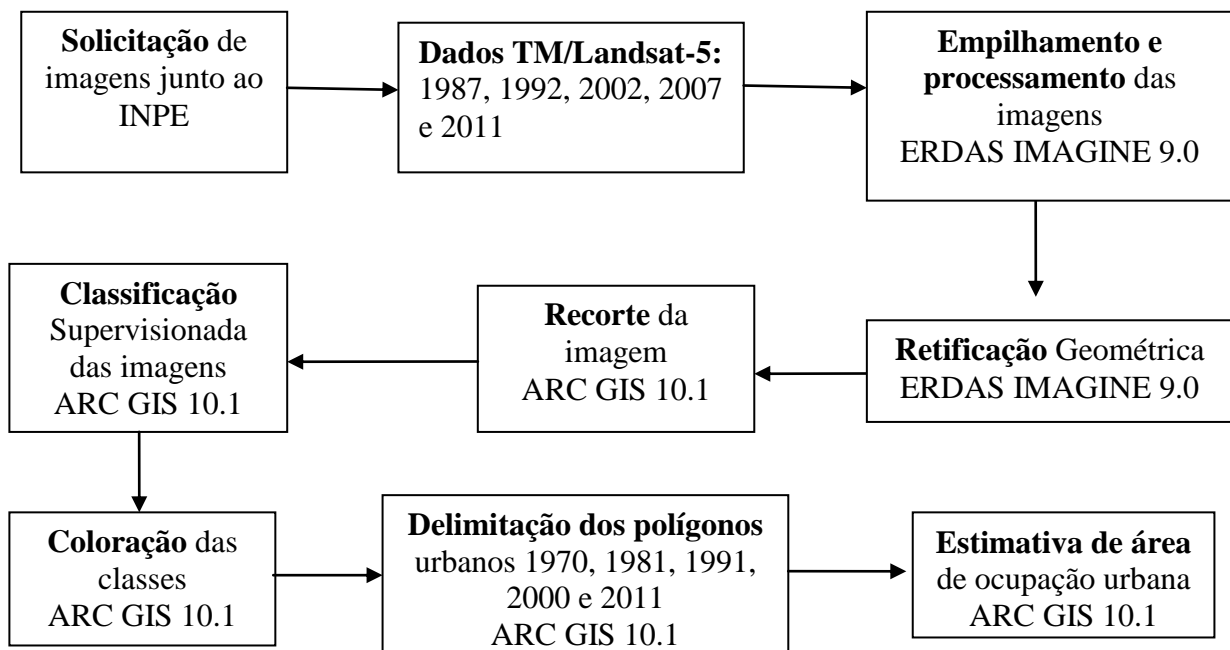 Solicitação de
imagens junto ao
INPE
Dados TM/Landsat-5:
1987, 1992, 2002, 2007
e 2011
Empilhamento e
processamento das
imagens
ERDAS IMAGINE 9.0
Retificação Geométrica
ERDAS IMAGINE 9.0
Recorte da
imagem
ARC GIS 10.1
Classificação
Supervisionada
das imagens
ARC GIS 10.1
Coloração das
classes
ARC GIS 10.1
Delimitação dos polígonos
urbanos 1970, 1981, 1991,
2000 e 2011
ARC GIS 10.1
Estimativa de área
de ocupação urbana
ARC GIS 10.1